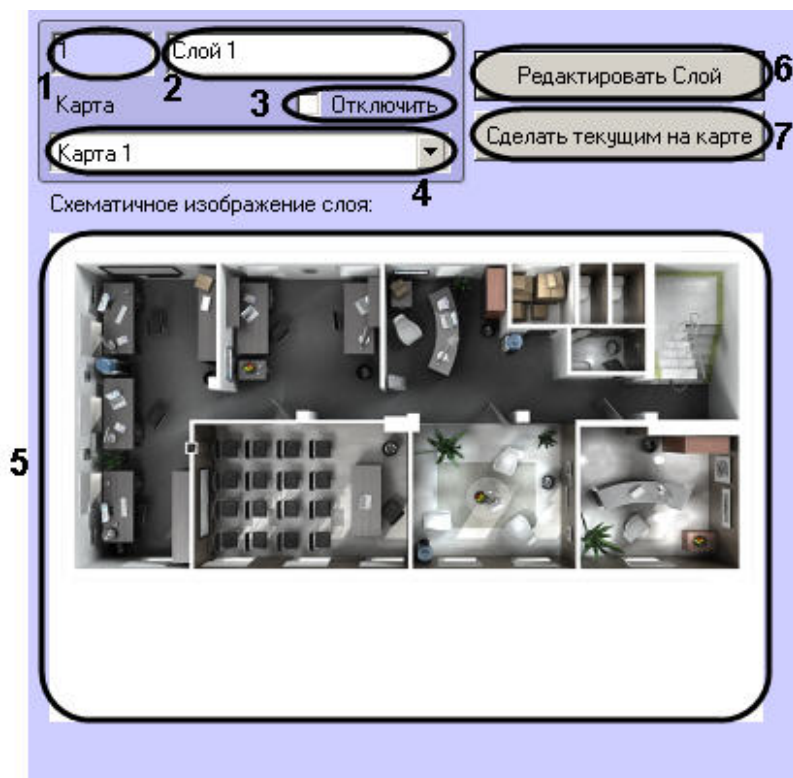 1
Слой 1
1
2
Карта
3
Отключить
Карта 1
4
Редактировать Слой
6
Сделать текущим на карте
7
Схематичное изображение слоя:
5